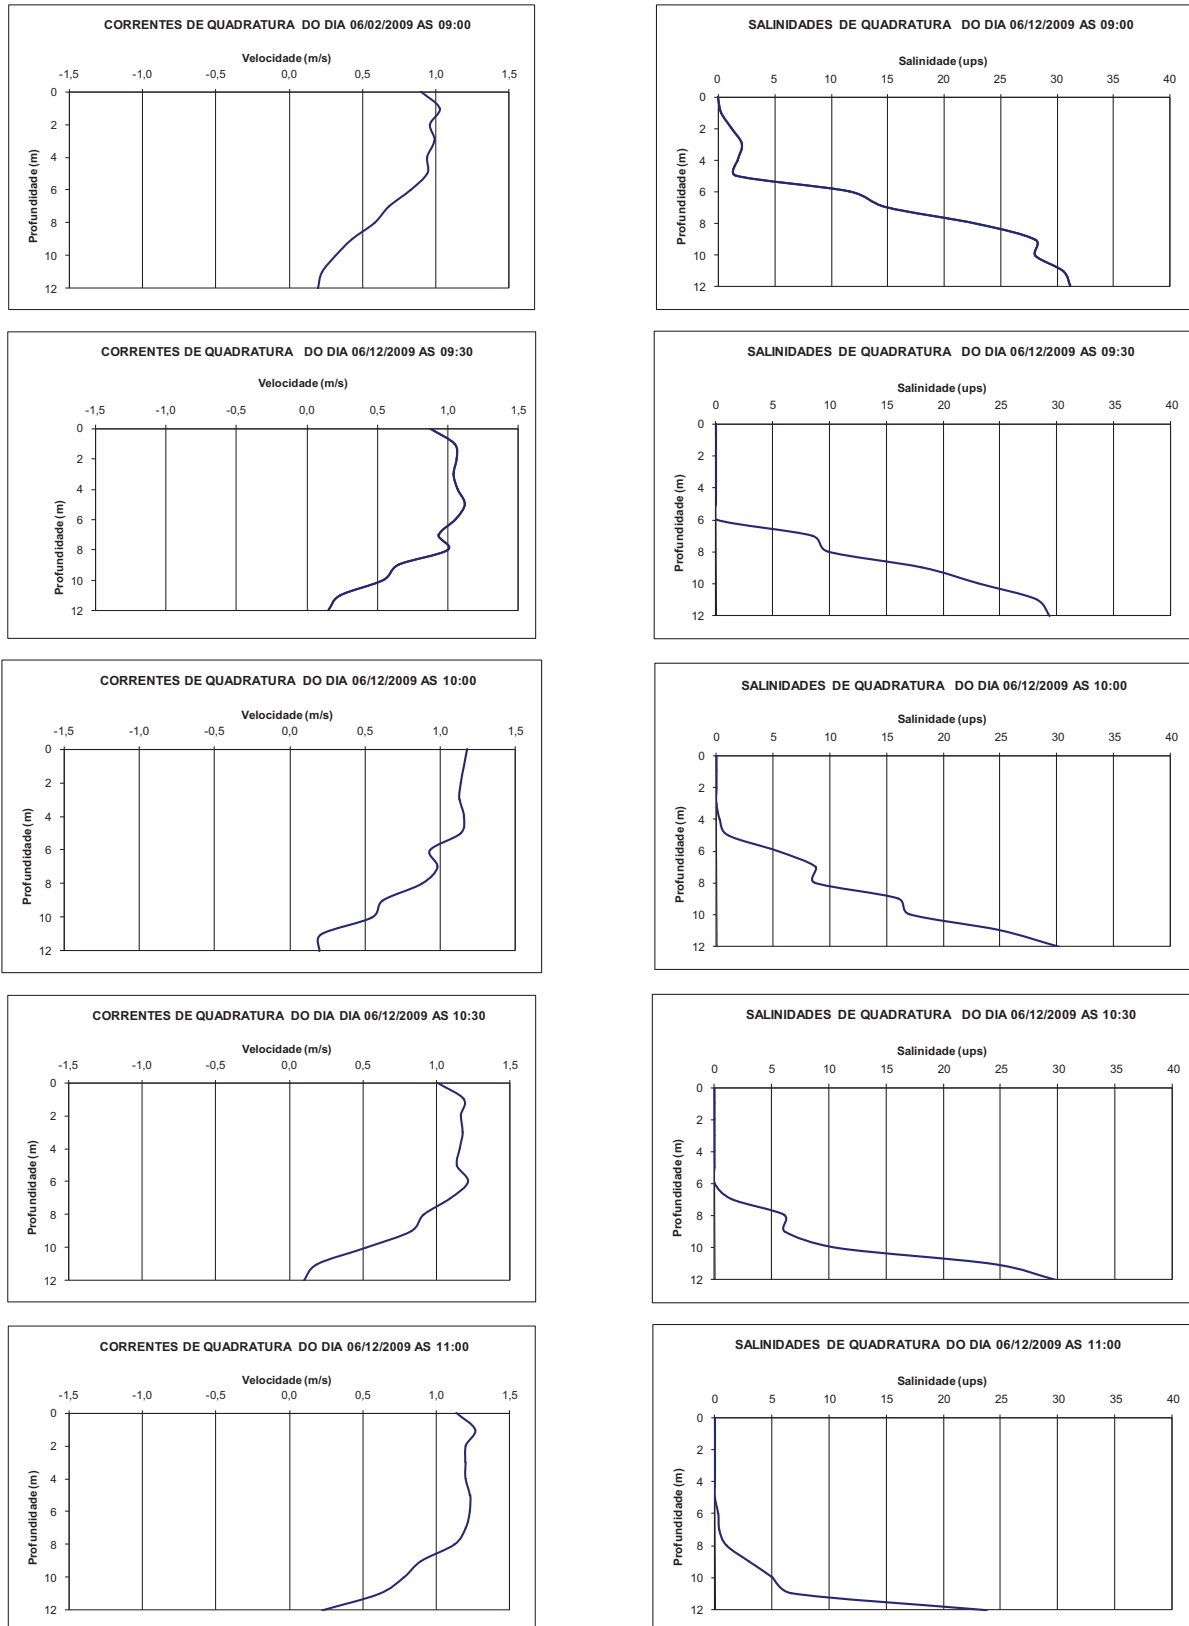 CORRENTES DE QUADRATURA DO DIA 06/02/2009 AS 09:00
Velocidade (m/s)
-1,5 -1,0 -0,5 0,0 0,5 1,0 1,5
Profundidade (m)
0
2
4
6
8
10
12
SALINIDADES DE QUADRATURA DO DIA 06/12/2009 AS 09:00
Salinidade (ups)
0 5 10 15 20 25 30 35 40
Profundidade (m)
0
2
4
6
8
10
12
CORRENTES DE QUADRATURA DO DIA 06/12/2009 AS 09:30
Velocidade (m/s)
-1,5 -1,0 -0,5 0,0 0,5 1,0 1,5
Profundidade (m)
0
2
4
6
8
10
12
SALINIDADES DE QUADRATURA DO DIA 06/12/2009 AS 09:30
Salinidade (ups)
0 5 10 15 20 25 30 35 40
Profundidade (m)
0
2
4
6
8
10
12
CORRENTES DE QUADRATURA DO DIA 06/12/2009 AS 10:00
Velocidade (m/s)
-1,5 -1,0 -0,5 0,0 0,5 1,0 1,5
Profundidade (m)
0
2
4
6
8
10
12
SALINIDADES DE QUADRATURA DO DIA 06/12/2009 AS 10:00
Salinidade (ups)
0 5 10 15 20 25 30 35 40
Profundidade (m)
0
2
4
6
8
10
12
CORRENTES DE QUADRATURA DO DIA DIA 06/12/2009 AS 10:30
Velocidade (m/s)
-1,5 -1,0 -0,5 0,0 0,5 1,0 1,5
Profundidade (m)
0
2
4
6
8
10
12
SALINIDADES DE QUADRATURA DO DIA 06/12/2009 AS 10:30
Salinidade (ups)
0 5 10 15 20 25 30 35 40
Profundidade (m)
0
2
4
6
8
10
12
CORRENTES DE QUADRATURA DO DIA 06/12/2009 AS 11:00
Velocidade (m/s)
-1,5 -1,0 -0,5 0,0 0,5 1,0 1,5
Profundidade (m)
0
2
4
6
8
10
12
SALINIDADES DE QUADRATURA DO DIA 06/12/2009 AS 11:00
Salinidade (ups)
0 5 10 15 20 25 30 35 40
Profundidade (m)
0
2
4
6
8
10
12